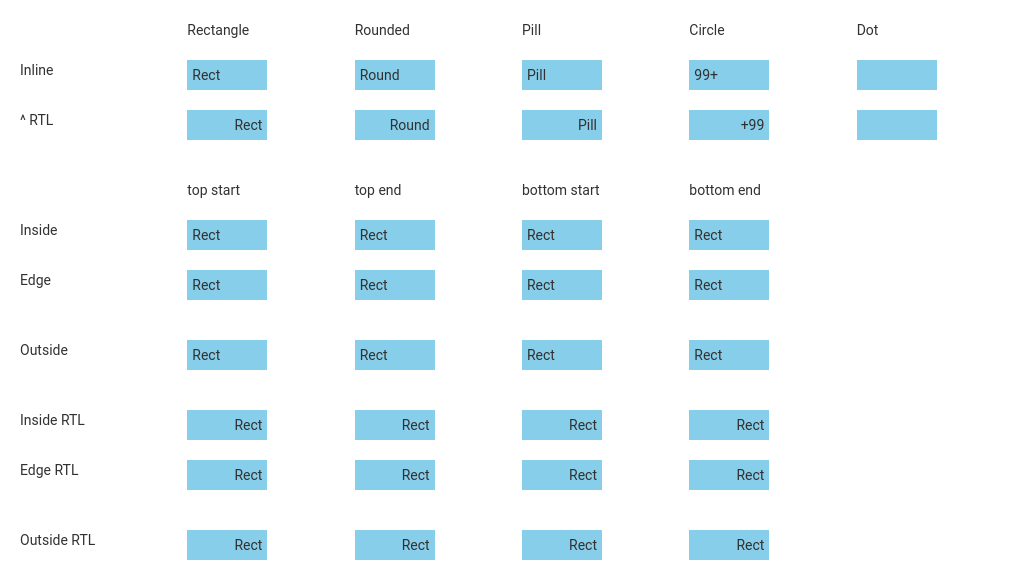 Rectangle Rounded Pill Circle Dot
Inline Rect Round Pill 99+
^ RTL Rect Round Pill +99
top start top end bottom start bottom end
Inside Rect Rect Rect Rect
Edge Rect Rect Rect Rect
Outside Rect Rect Rect Rect
Inside RTL Rect Rect Rect Rect
Edge RTL Rect Rect Rect Rect
Outside RTL Rect Rect Rect Rect